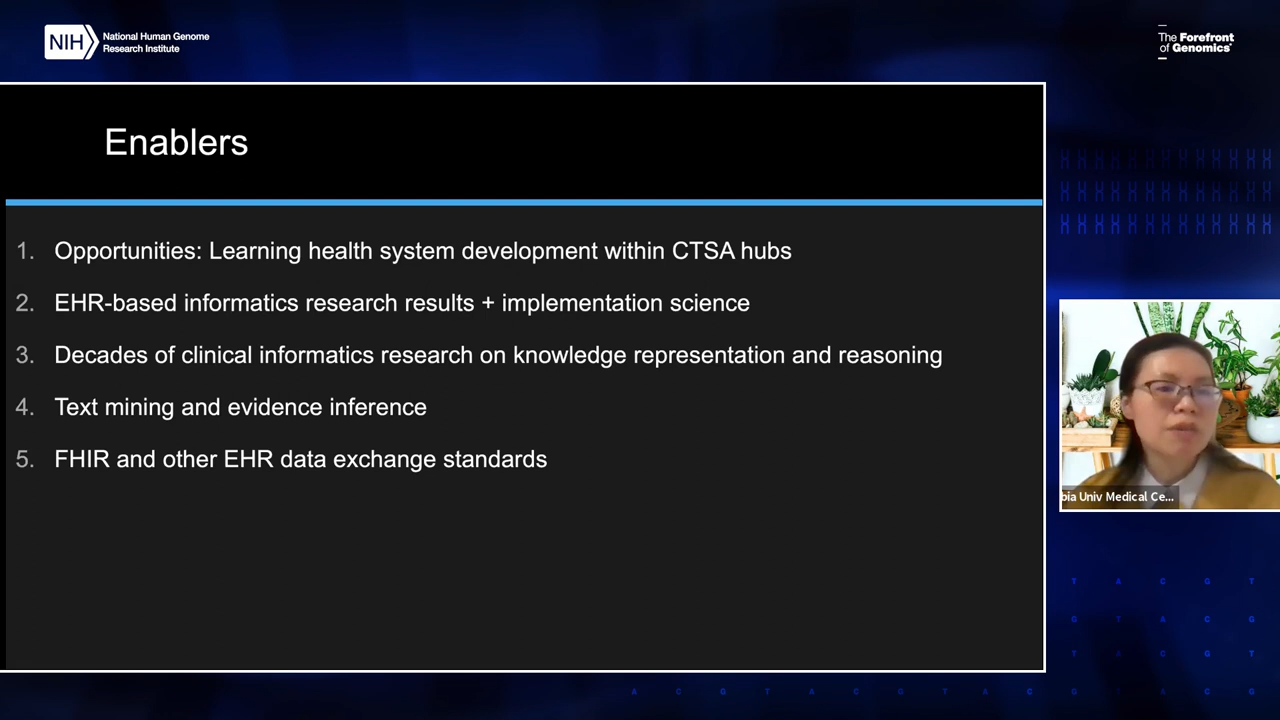 NIH
National Human Genome
Research Institute
The Forefront
of Genomics®
Enablers
1. Opportunities: Learning health system development within CTSA hubs
2. EHR-based informatics research results + implementation science
3. Decades of clinical informatics research on knowledge representation and reasoning
4. Text mining and evidence inference
5. FHIR and other EHR data exchange standards
Univ Medical Ce...
T A C G T
G T A C G
T T A G T
A C G T A C G T A C G T A C G